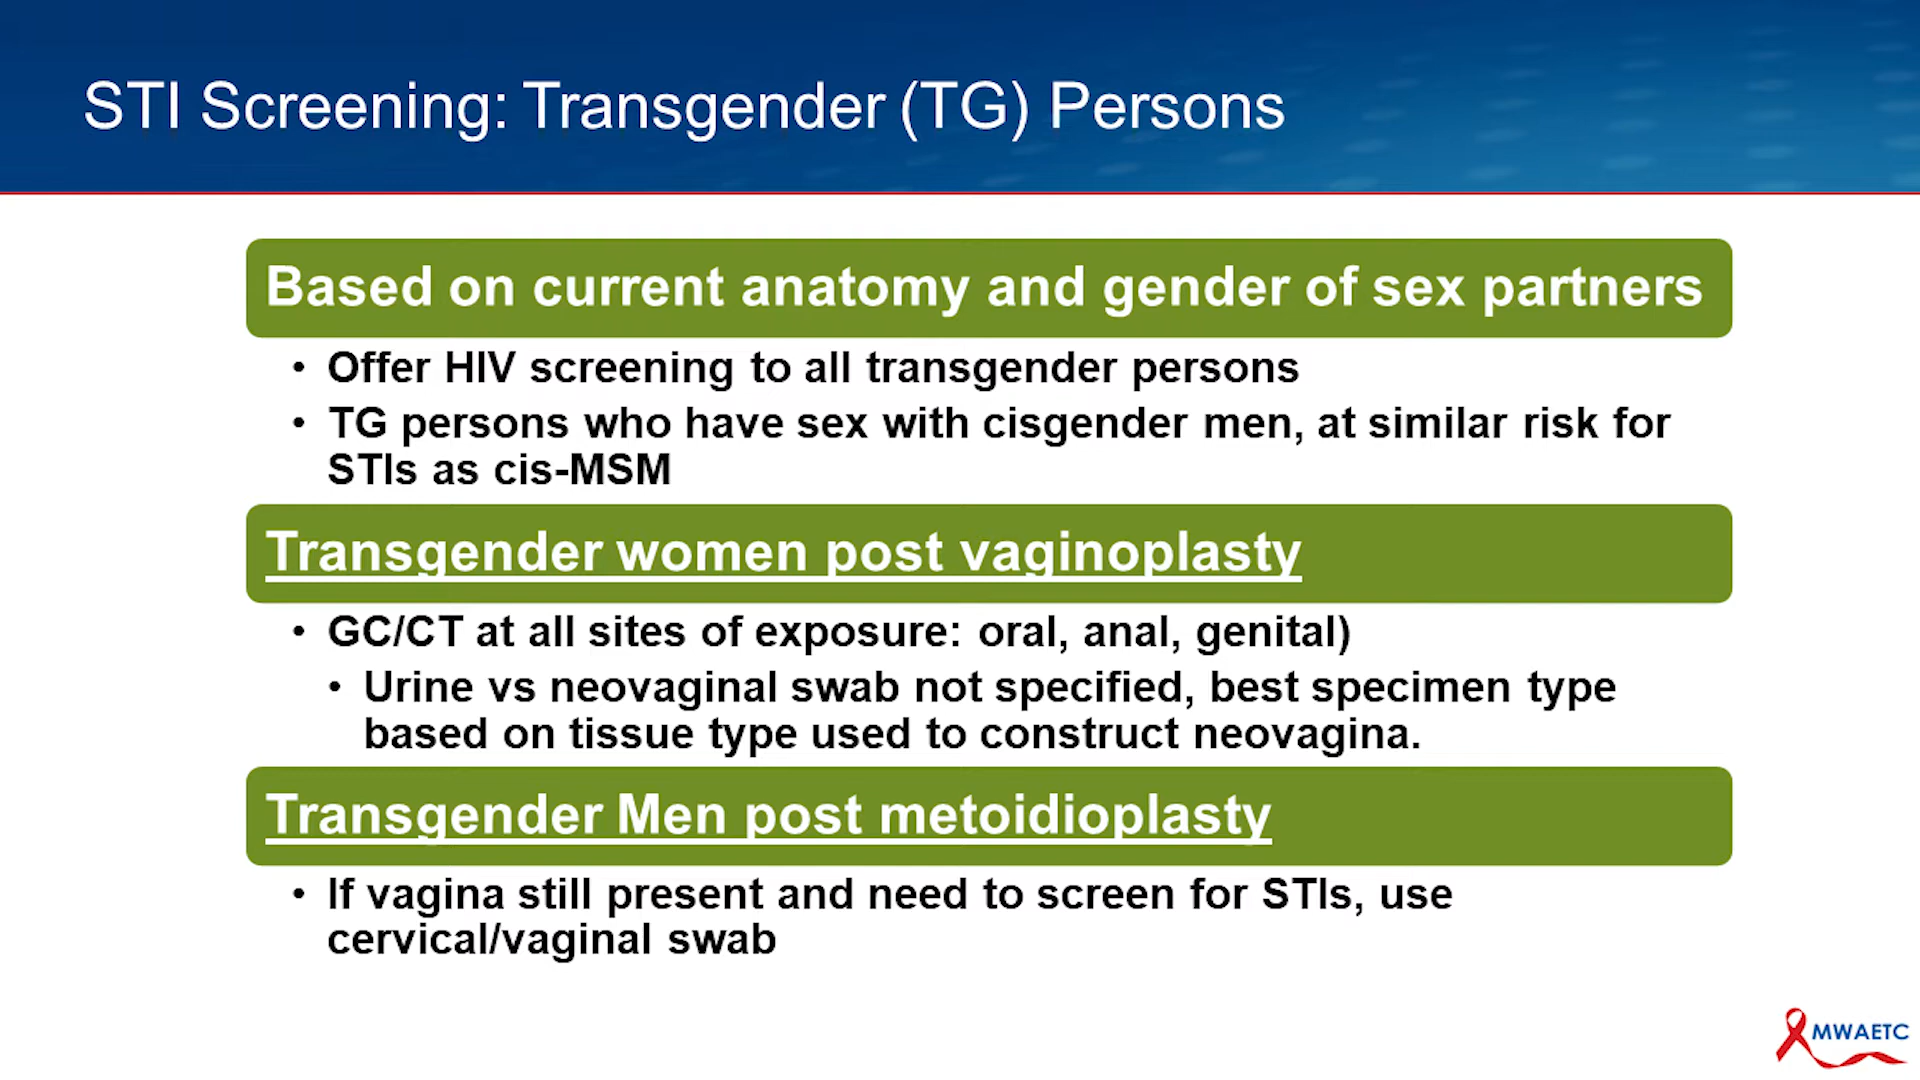 STI Screening: Transgender (TG) Persons
Based on current anatomy and gender of sex partners
• Offer HIV screening to all transgender persons
• TG persons who have sex with cisgender men, at similar risk for
STIs as cis-MSM
Transgender women post vaginoplasty
• GC/CT at all sites of exposure: oral, anal, genital)
• Urine vs neovaginal swab not specified, best specimen type
based on tissue type used to construct neovagina.
Transgender Men post metoidioplasty
• If vagina still present and need to screen for STIs, use
cervical/vaginal swab
MWAETC